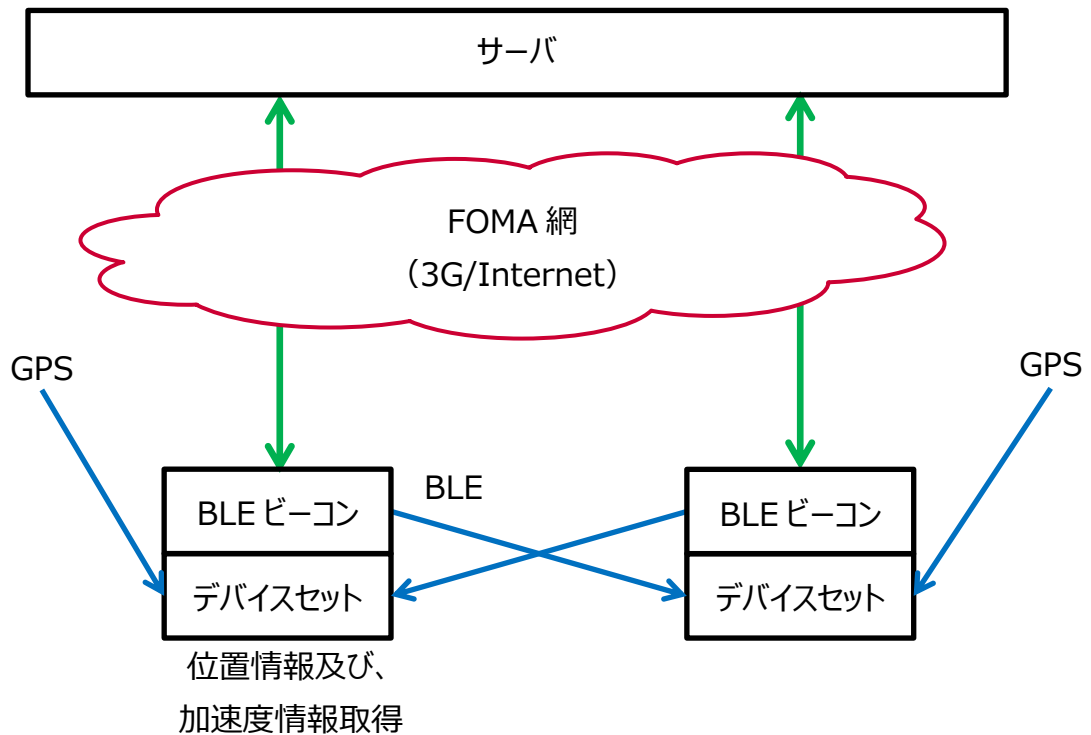 サーバ
FOMA 網
（3G/Internet）
GPS
GPS
BLE
BLE ビーコン
BLE ビーコン
デバイスセット
デバイスセット
位置情報及び、
加速度情報取得